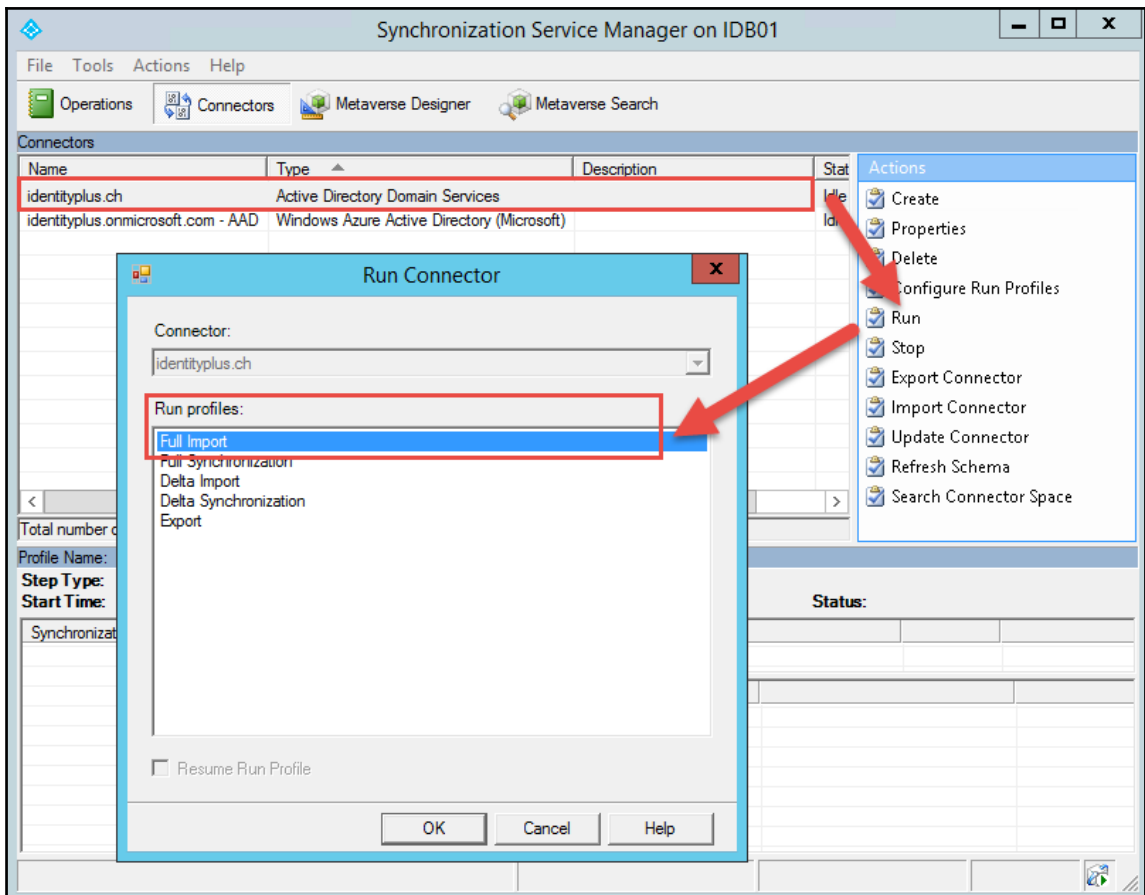 Synchronization Service Manager on IDB01
File Tools Actions Help
Operations Connectors Metaverse Designer Metaverse Search
Connectors
Name Type Description Stat
identityplus.ch Active Directory Domain Services Idle
identityplus.onmicrosoft.com - AAD Windows Azure Active Directory (Microsoft)
Actions
Create
Properties
Delete
Configure Run Profiles
Run
Stop
Export Connector
Import Connector
Update Connector
Refresh Schema
Search Connector Space
Run Connector
Connector:
identityplus.ch
Run profiles:
Full Import
Full Synchronization
Delta Import
Delta Synchronization
Export
Resume Run Profile
OK Cancel Help
Total number
Profile Name:
Step Type:
Start Time: Status:
Synchronizat